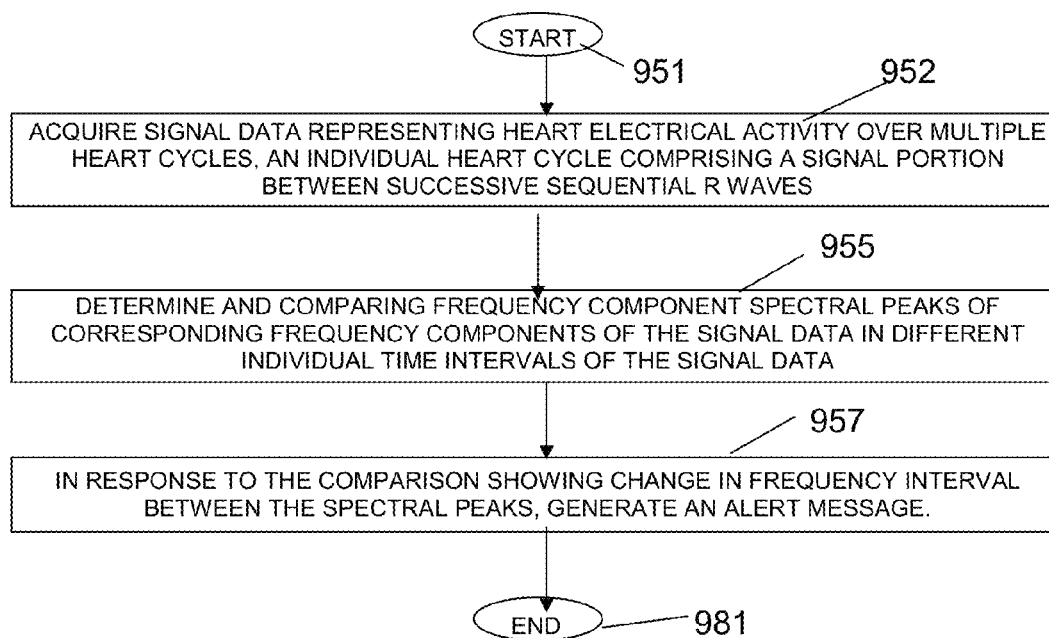 START
951
952
ACQUIRE SIGNAL DATA REPRESENTING HEART ELECTRICAL ACTIVITY OVER MULTIPLE
HEART CYCLES, AN INDIVIDUAL HEART CYCLE COMPRISING A SIGNAL PORTION
BETWEEN SUCCESSIVE SEQUENTIAL R WAVES
955
DETERMINE AND COMPARING FREQUENCY COMPONENT SPECTRAL PEAKS OF
CORRESPONDING FREQUENCY COMPONENTS OF THE SIGNAL DATA IN DIFFERENT
INDIVIDUAL TIME INTERVALS OF THE SIGNAL DATA
957
IN RESPONSE TO THE COMPARISON SHOWING CHANGE IN FREQUENCY INTERVAL
BETWEEN THE SPECTRAL PEAKS, GENERATE AN ALERT MESSAGE.
END
981